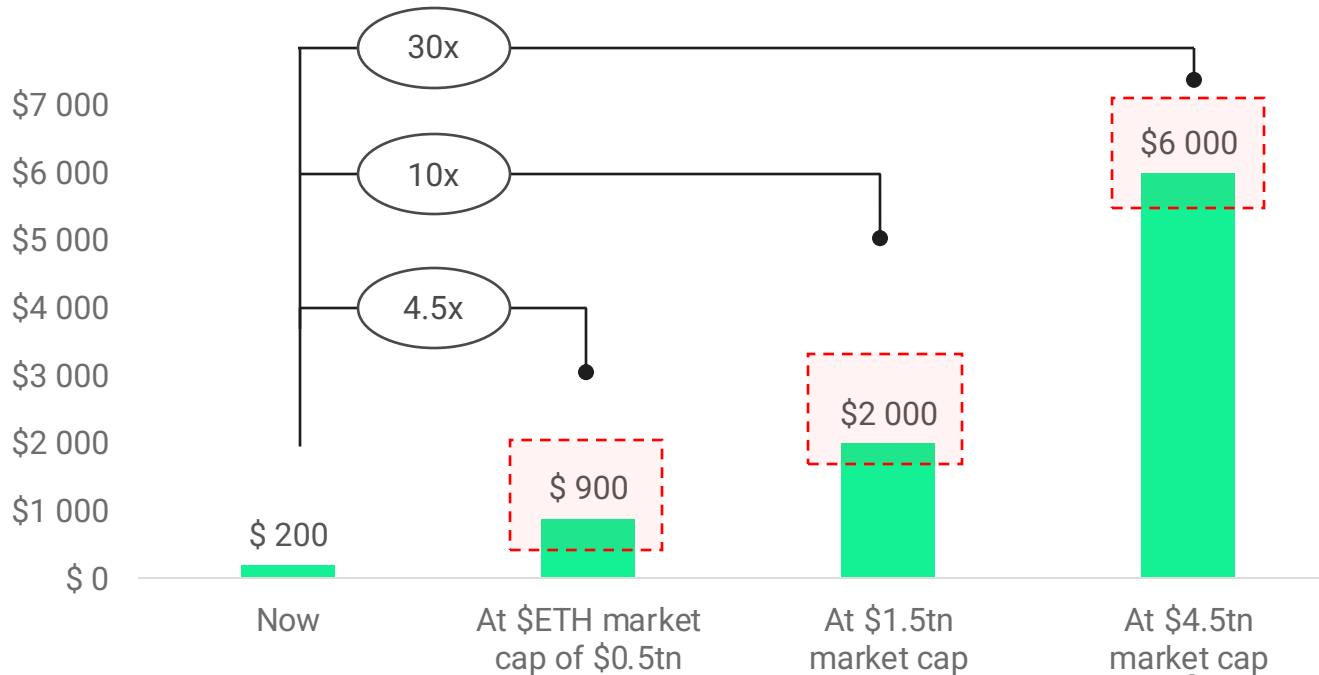 30x
$7 000
$6 000
$6 000
10x
$5 000
$4 000
4.5x
$3 000
$2 000
$2 000
$ 900
$1 000
$ 200
$ 0
Now
At $ETH market
cap of $0.5tn
At $1.5tn
market cap
At $4.5tn
market cap